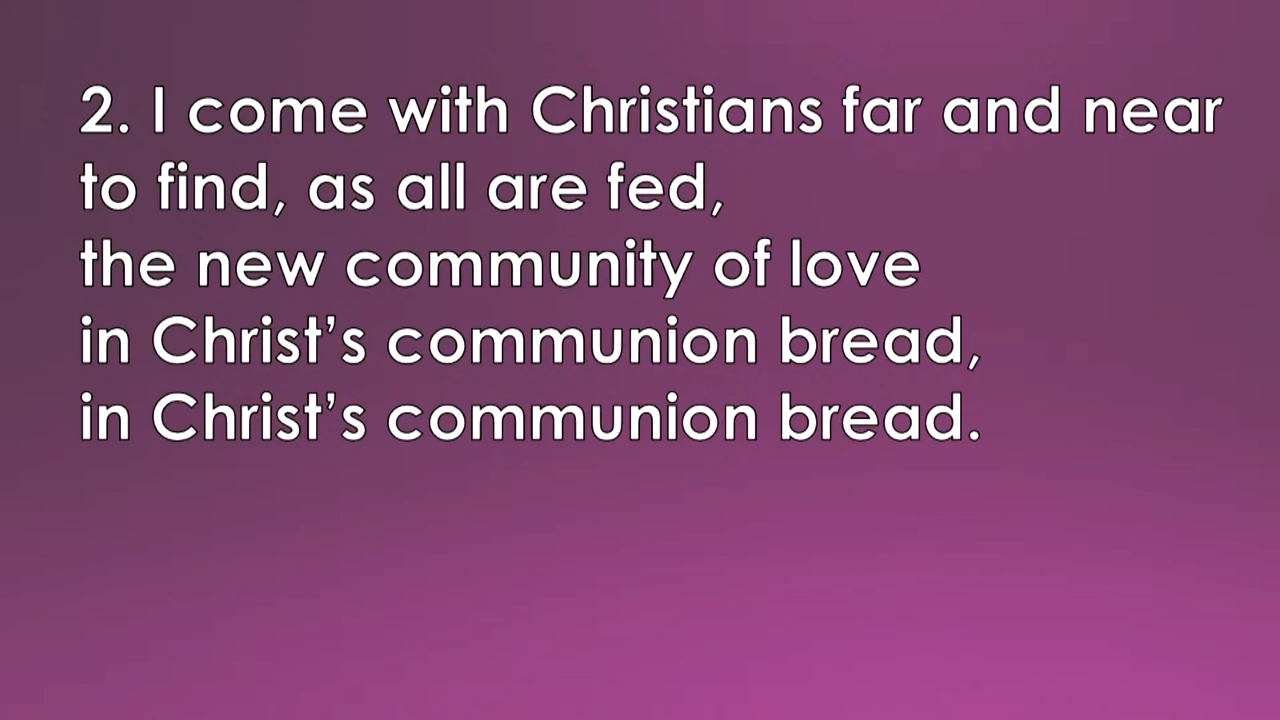 2. I come with Christians far and near
to find, as all are fed,
the new community of love
in Christ’s communion bread,
in Christ’s communion bread.